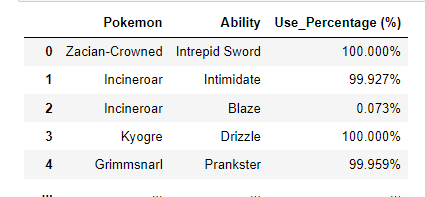 Pokemon Ability Use_Percentage (%)
0 Zacian-Crowned Intrepid Sword 100.000%
1 Incineroar Intimidate 99.927%
2 Incineroar Blaze 0.073%
3 Kyogre Drizzle 100.000%
4 Grimmsnarl Prankster 99.959%
... ... ... ...